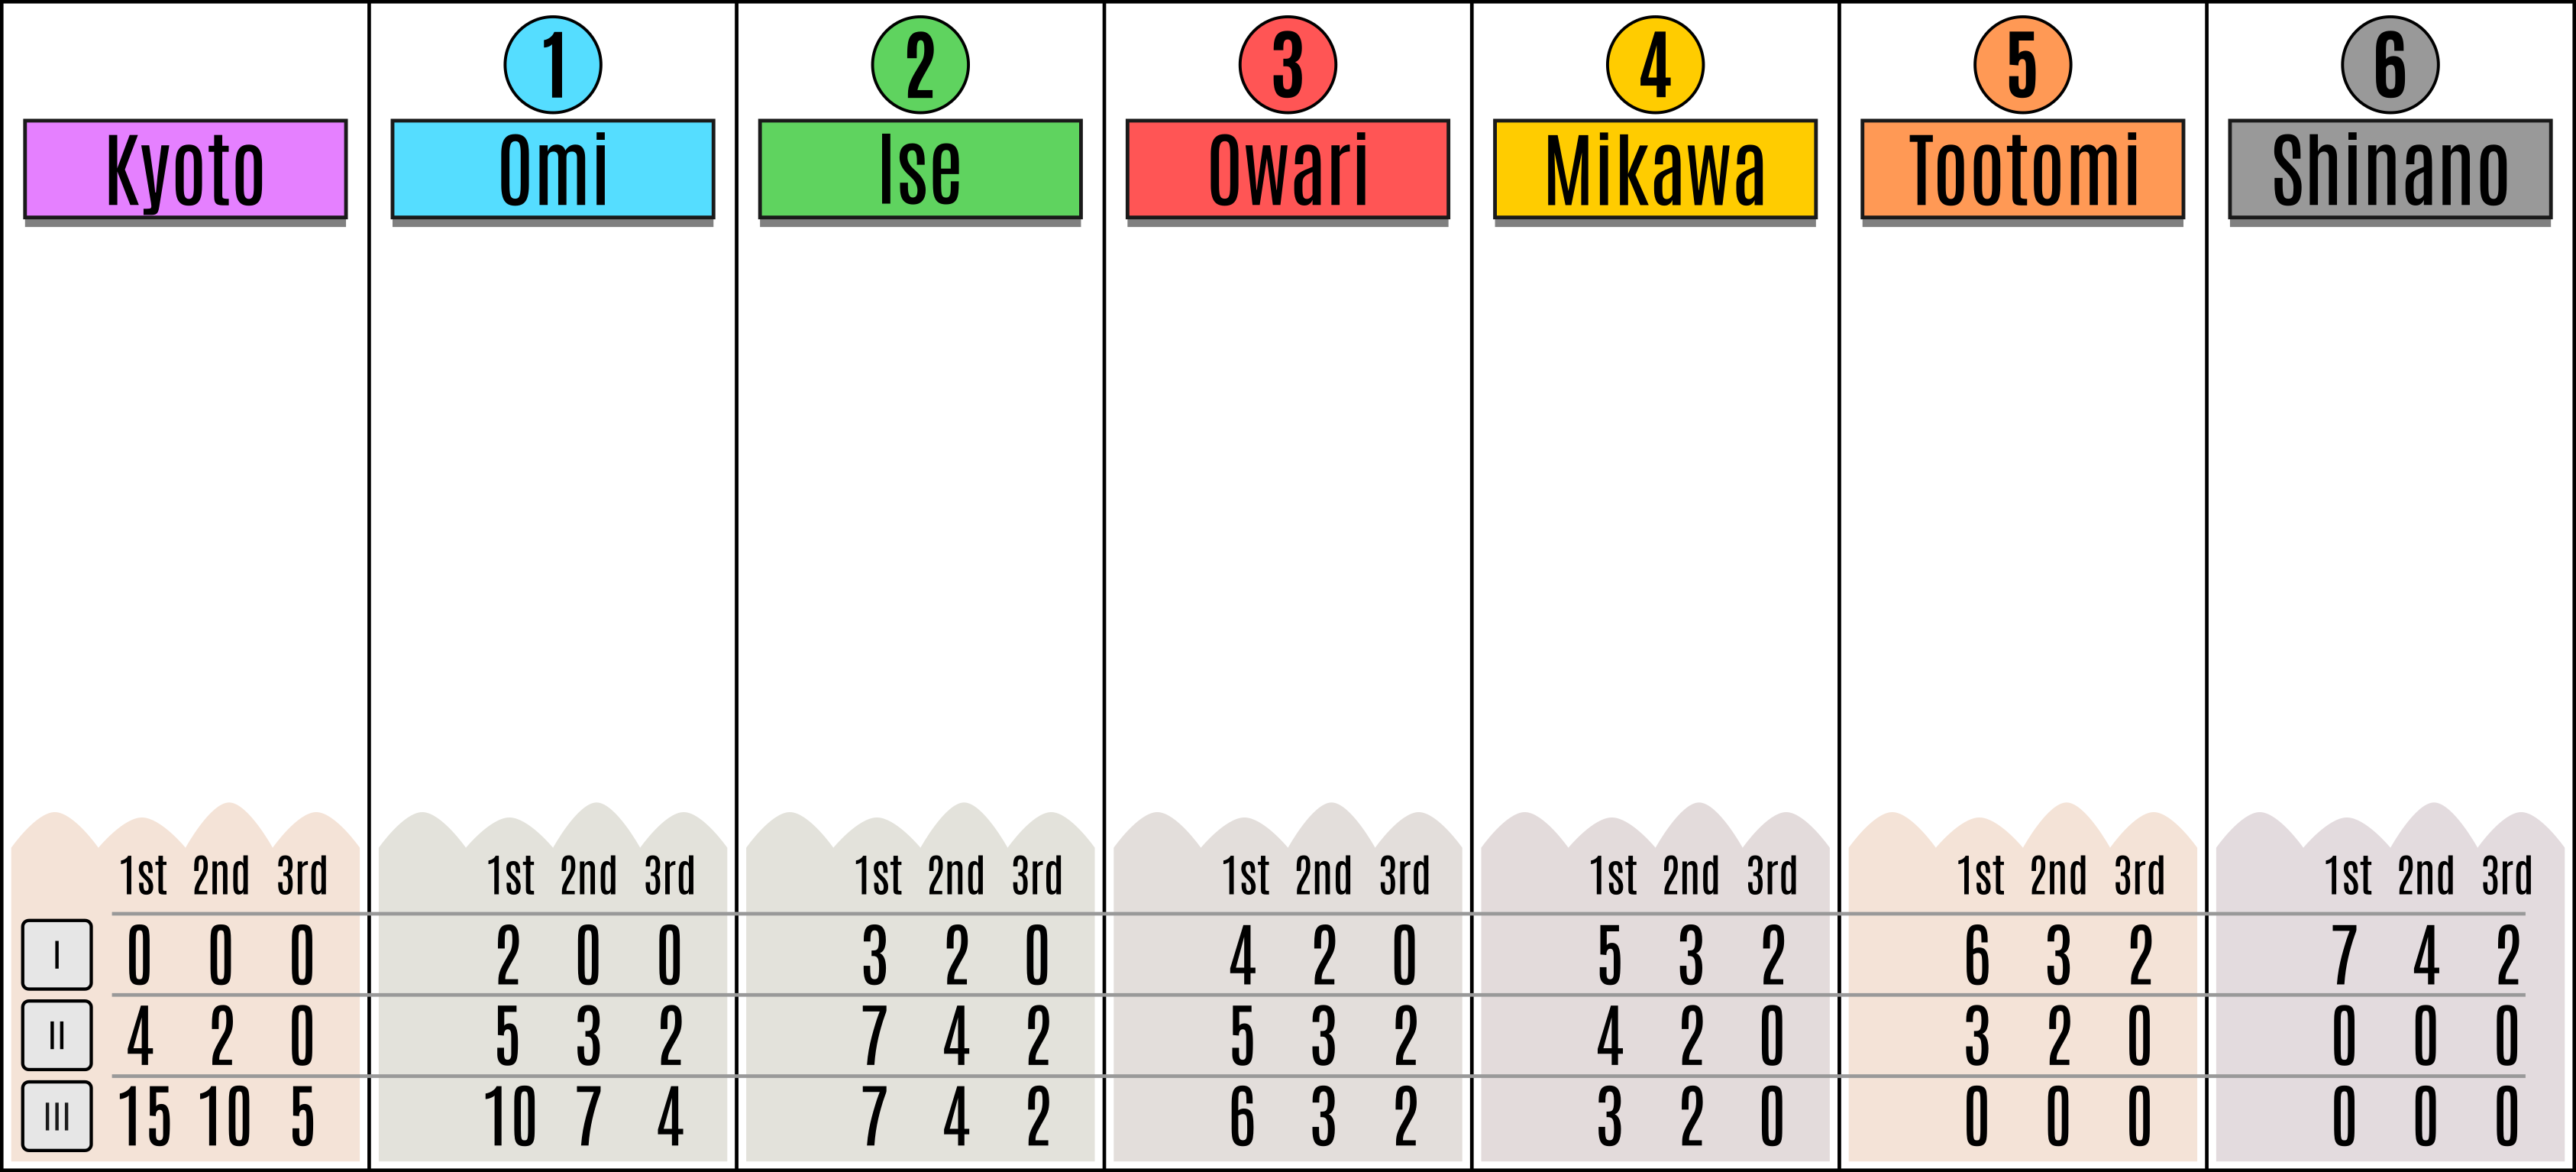 1 2 3 4 5 6
Kyoto Omi Ise Owari Mikawa Tootomi Shinano
1st 2nd 3rd 1st 2nd 3rd 1st 2nd 3rd 1st 2nd 3rd 1st 2nd 3rd 1st 2nd 3rd 1st 2nd 3rd
I 0 0 0 2 0 0 3 2 0 4 2 0 5 3 2 6 3 2 7 4 2
II 4 2 0 5 3 2 7 4 2 5 3 2 4 2 0 3 2 0 0 0 0
III 15 10 5 10 7 4 7 4 2 6 3 2 3 2 0 0 0 0 0 0 0